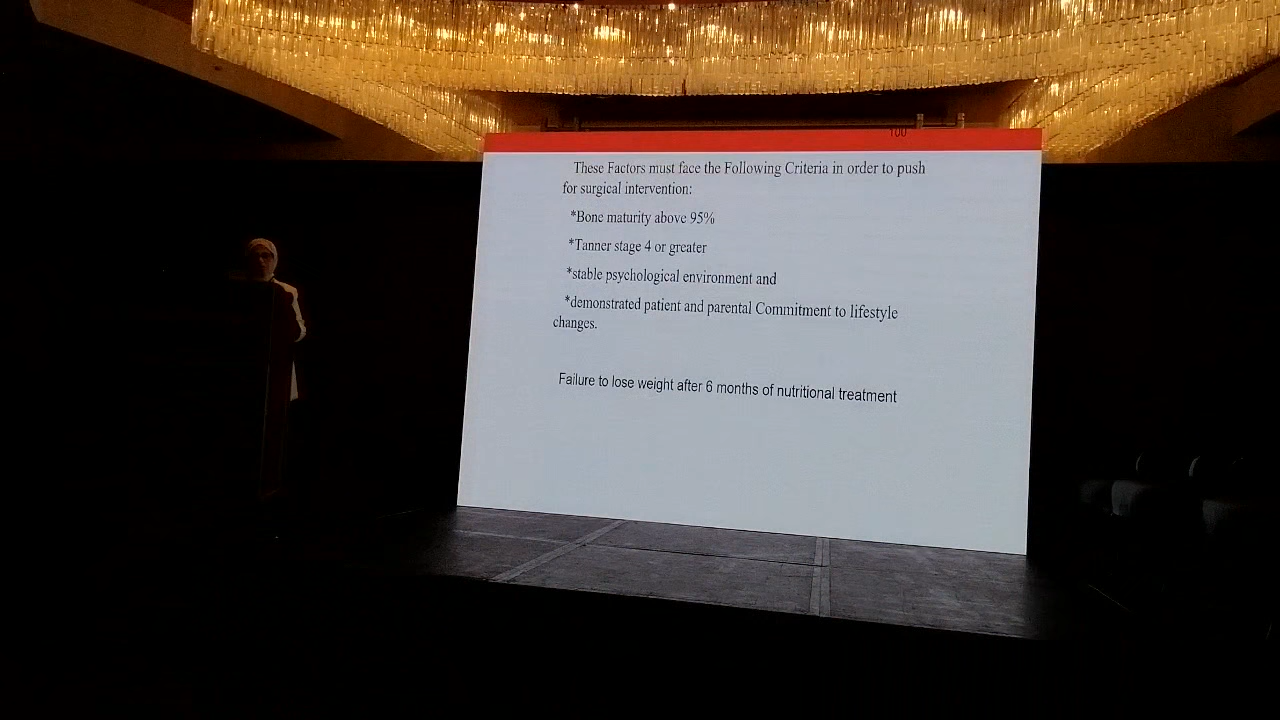 100
These Factors must face the Following Criteria in order to push
for surgical intervention:
*Bone maturity above 95%
*Tanner stage 4 or greater
*stable psychological environment and
*demonstrated patient and parental Commitment to lifestyle
changes.
Failure to lose weight after 6 months of nutritional treatment